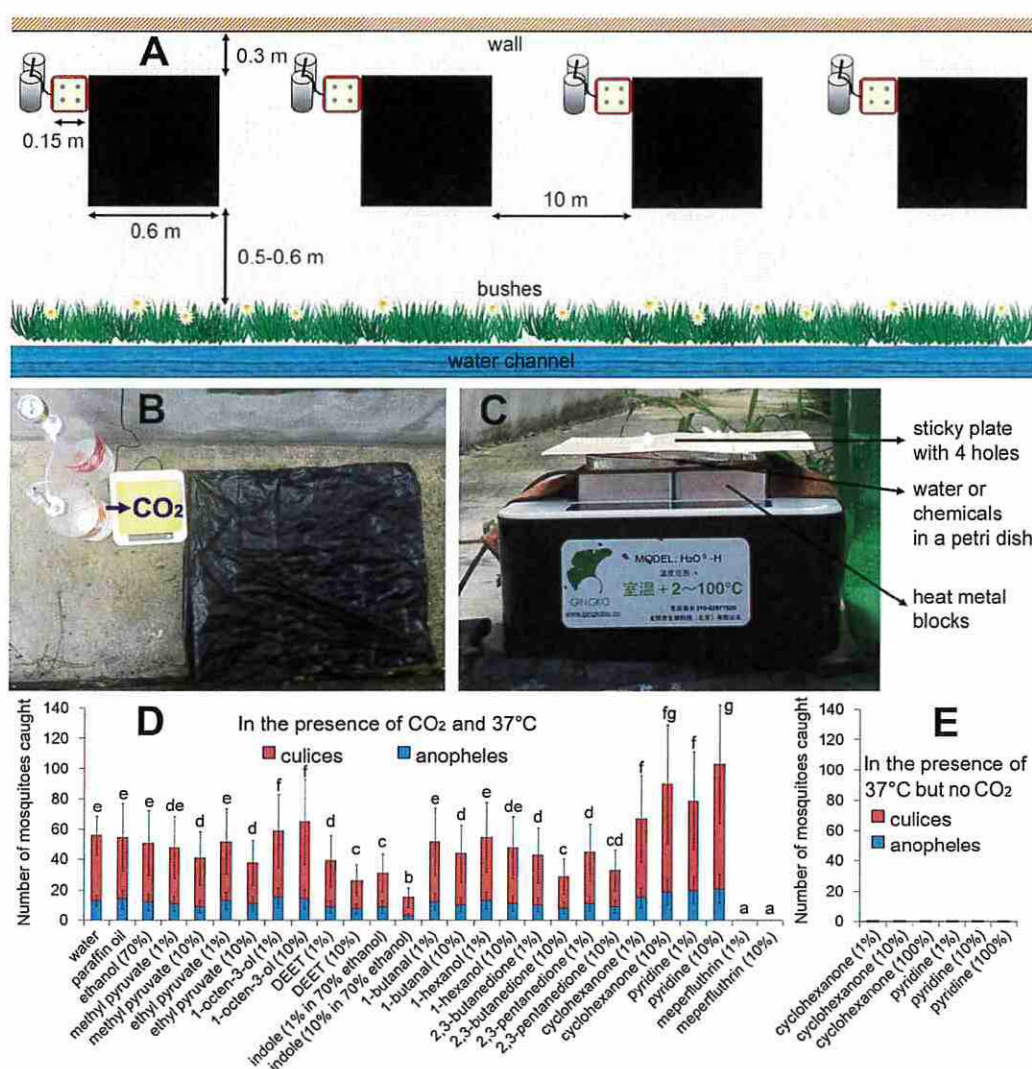 A
wall
0.3 m
0.15 m
0.6 m
10 m
0.5-0.6 m
bushes
water channel
B
CO₂
C
sticky plate
with 4 holes
water or
chemicals
in a petri dish
heat metal
blocks
MODEL: H₂O³-H
室温+2~100°C
GINGKO
D
Number of mosquitoes caught
140
120
100
80
60
40
20
0
In the presence of CO₂ and 37°C
culices
anopheles
e
e
e
de
d
e
d
f
f
d
c
c
b
e
d
e
de
d
c
d
cd
f
fg
f
g
a
a
water
paraffin oil
ethanol (70%)
methyl pyruvate (1%)
methyl pyruvate (10%)
ethyl pyruvate (1%)
ethyl pyruvate (10%)
1-octen-3-ol (1%)
1-octen-3-ol (10%)
DEET (1%)
DEET (10%)
indole (1% in 70% ethanol)
indole (10% in 70% ethanol)
1-butanal (1%)
1-butanal (10%)
1-hexanol (1%)
1-hexanol (10%)
2,3-butanedione (1%)
2,3-butanedione (10%)
2,3-pentanedione (1%)
2,3-pentanedione (10%)
cyclohexanone (1%)
cyclohexanone (10%)
pyridine (1%)
pyridine (10%)
meperfluthrin (1%)
meperfluthrin (10%)
E
Number of mosquitoes caught
140
120
100
80
60
40
20
0
In the presence of
37°C but no CO₂
culices
anopheles
cyclohexanone (1%)
cyclohexanone (10%)
cyclohexanone (100%)
pyridine (1%)
pyridine (10%)
pyridine (100%)